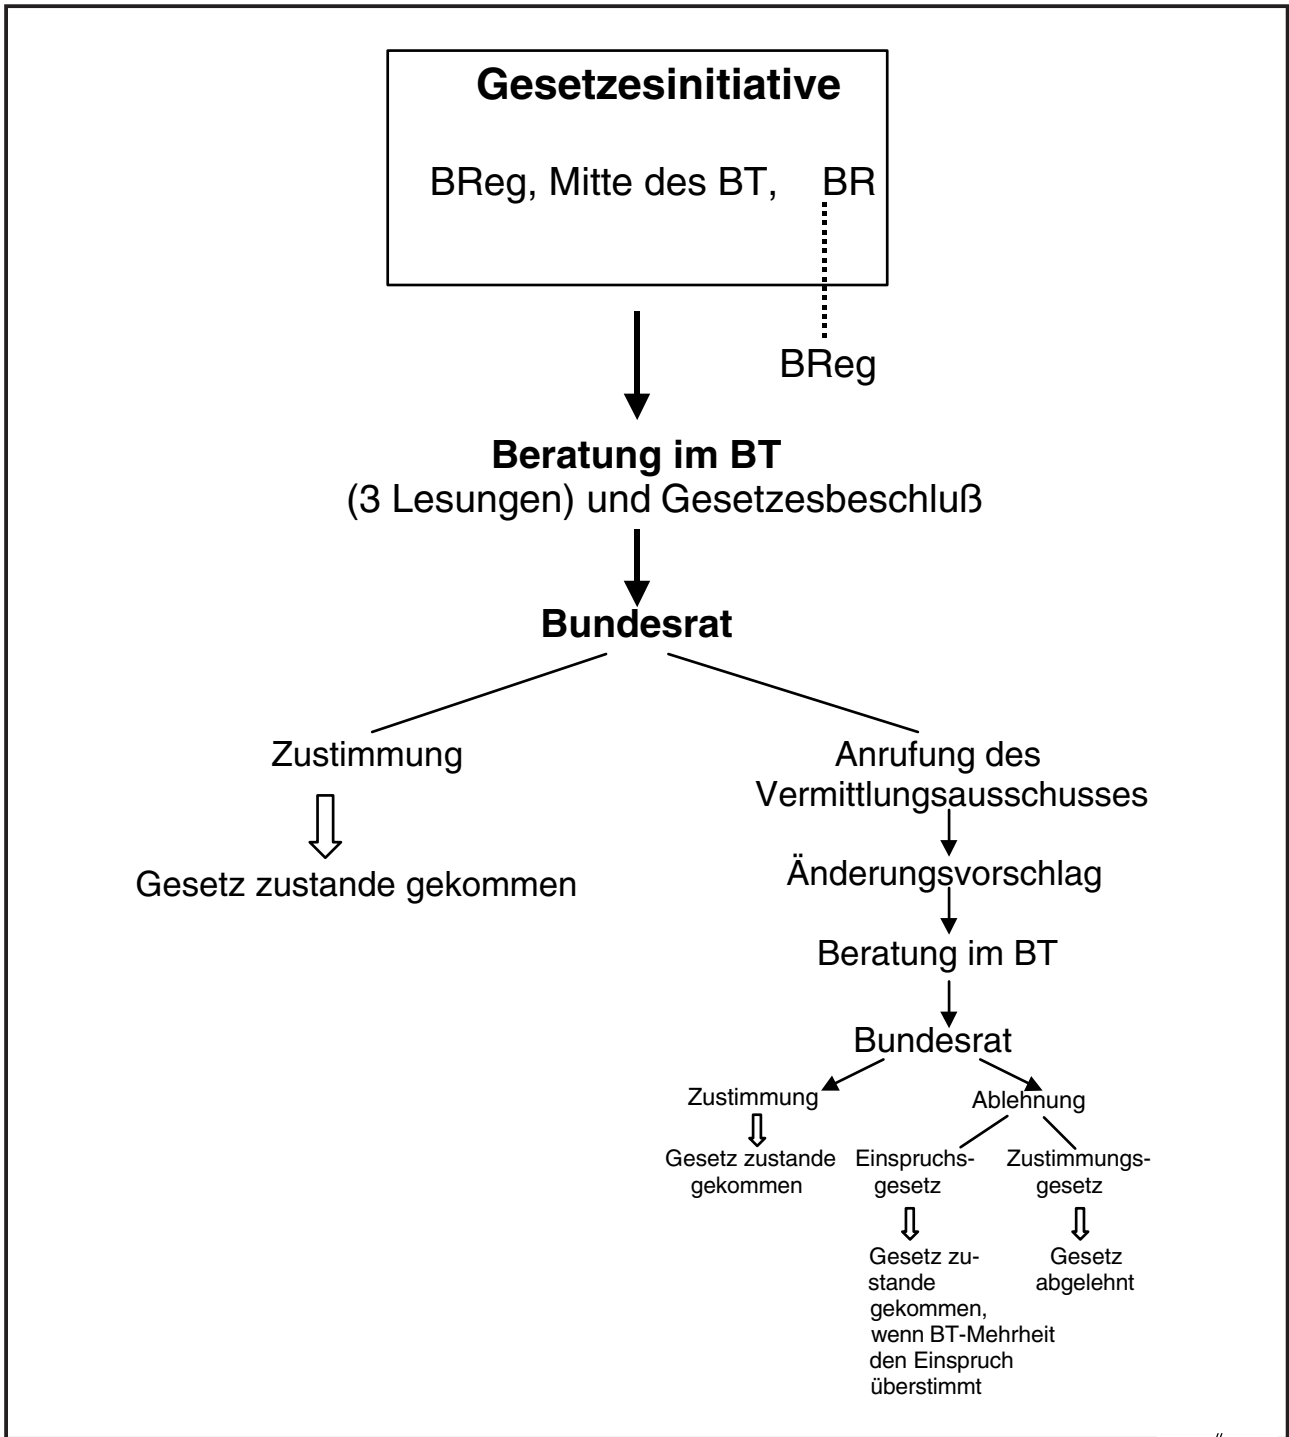 Gesetzesinitiative
BReg, Mitte des BT, BR
BReg
Beratung im BT
(3 Lesungen) und Gesetzesbeschluß
Bundesrat
Zustimmung
Gesetz zustande gekommen
Anrufung des
Vermittlungsausschusses
Änderungsvorschlag
Beratung im BT
Bundesrat
Zustimmung
Gesetz zustande
gekommen
Ablehnung
Einspruchs-
gesetz
Gesetz zu-
stande
gekommen,
wenn BT-Mehrheit
den Einspruch
überstimmt
Zustimmungs-
gesetz
Gesetz
abgelehnt